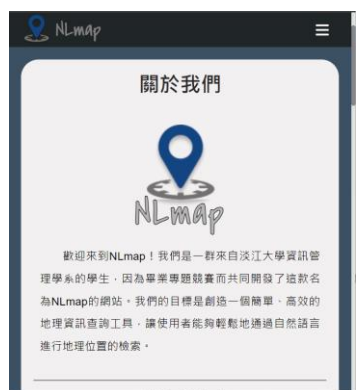 NLmap
關於我們
NLmap
歡迎來到NLmap！我們是一群來自淡江大學資訊管
理學系的學生，因為畢業專題競賽而共同開發了這款名
為NLmap的網站。我們的目標是創造一個簡單、高效的
地理資訊查詢工具，讓使用者能夠輕鬆地通過自然語言
進行地理位置的檢索。